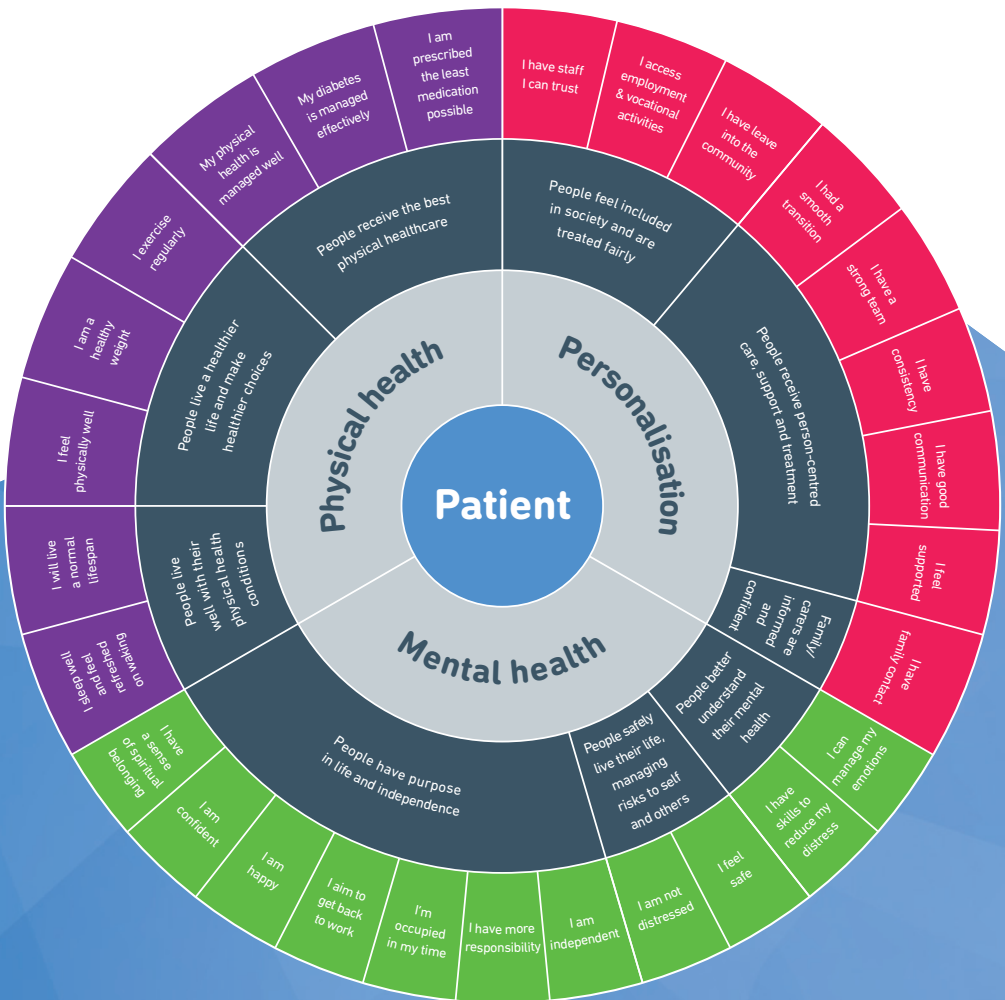 Patient
Physical health
Personalisation
Mental health
People feel included
in society and are
treated fairly
People receive person-centred
care, support and treatment
Family/
carers are
informed
and
confident
People better
understand
their mental
health
People safely
live their life,
managing
risks to self
and others
People have purpose
in life and independence
People live
well with their
physical health
conditions
People live a healthier
life and make
healthier choices
People receive the best
physical healthcare
I have staff
I can trust
I access
employment
& vocational
activities
I have leave
into the
community
I had a
smooth
transition
I have a
strong team
I have
consistency
I have good
communication
I feel
supported
I have
family contact
I can
manage my
emotions
I have
skills to
reduce my
distress
I feel
safe
I am not
distressed
I am
independent
I have more
responsibility
I'm
occupied
in my time
I aim to
get back
to work
I am
happy
I am
confident
I have
a sense
of spiritual
belonging
I sleep well
and feel
refreshed
on waking
I will live
a normal
lifespan
I feel
physically well
I am a
healthy
weight
I exercise
regularly
My physical
health is
managed well
My diabetes
is managed
effectively
I am
prescribed
the least
medication
possible